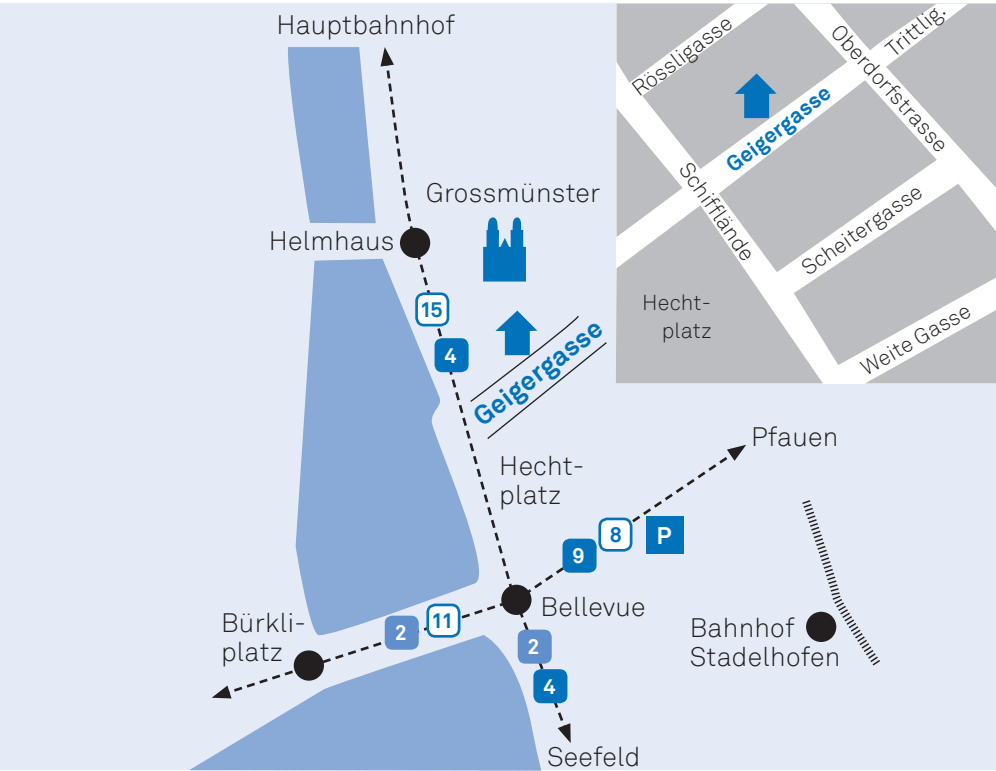 Hauptbahnhof
Grossmünster
Helmhaus
15
4
Geigergasse
Hecht-
platz
Pfauen
8
P
9
Bellevue
11
2
Bürkli-
platz
2
4
Seefeld
Bahnhof
Stadelhofen
Rössligasse
Oberdorfstrasse
Trittlig.
Geigergasse
Schifflände
Scheitergasse
Hecht-
platz
Weite Gasse